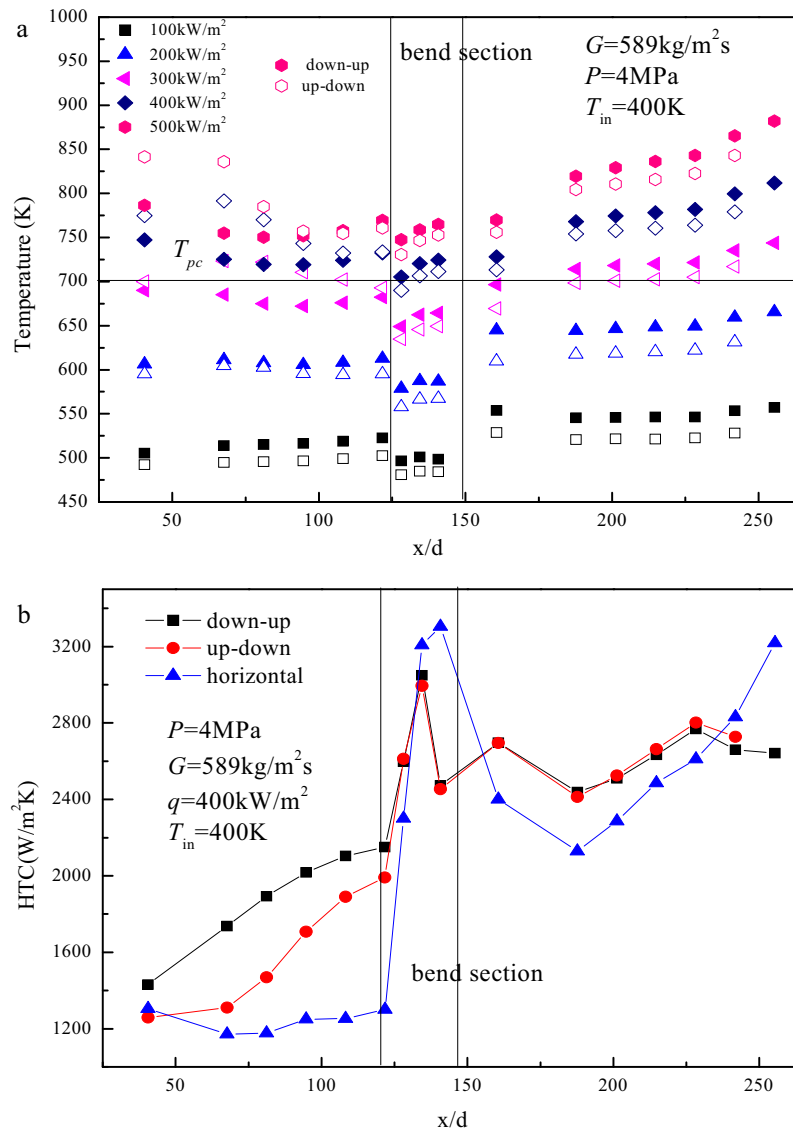 a
1000
950
900
850
800
750
700
650
600
550
500
450
Temperature (K)
100kW/m²
200kW/m²
300kW/m²
400kW/m²
500kW/m²
down-up
up-down
bend section
G=589kg/m²s
P=4MPa
T_in=400K
T_pc
50 100 150 200 250
x/d
b
3200
2800
2400
2000
1600
1200
HTC(W/m²K)
down-up
up-down
horizontal
P=4MPa
G=589kg/m²s
q=400kW/m²
T_in=400K
bend section
50 100 150 200 250
x/d